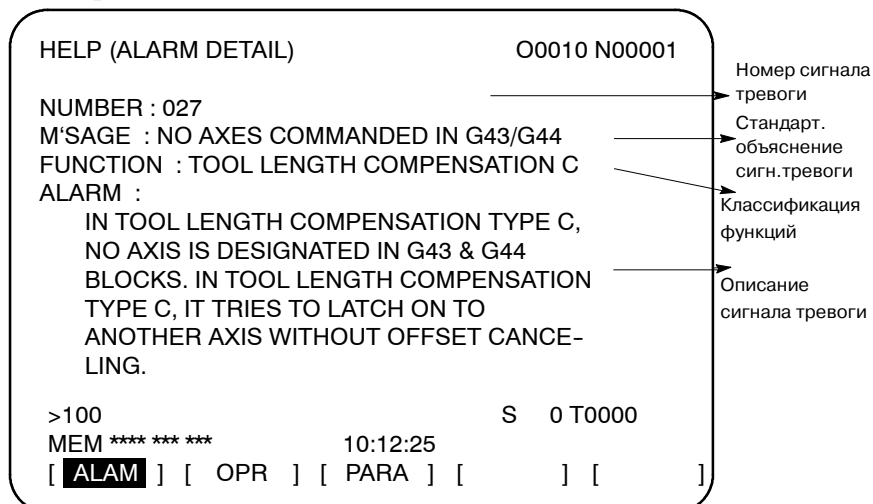 HELP (ALARM DETAIL) O0010 N00001
NUMBER : 027
M‘SAGE : NO AXES COMMANDED IN G43/G44
FUNCTION : TOOL LENGTH COMPENSATION C
ALARM :
IN TOOL LENGTH COMPENSATION TYPE C,
NO AXIS IS DESIGNATED IN G43 & G44
BLOCKS. IN TOOL LENGTH COMPENSATION
TYPE C, IT TRIES TO LATCH ON TO
ANOTHER AXIS WITHOUT OFFSET CANCE-
LING.
>100 S 0 T0000
MEM **** *** *** 10:12:25
[ ALAM ] [ OPR ] [ PARA ] [ ] [ ]
Номер сигнала
тревоги
Стандарт.
объяснение
сигн.тревоги
Классификация
функций
Описание
сигнала тревоги